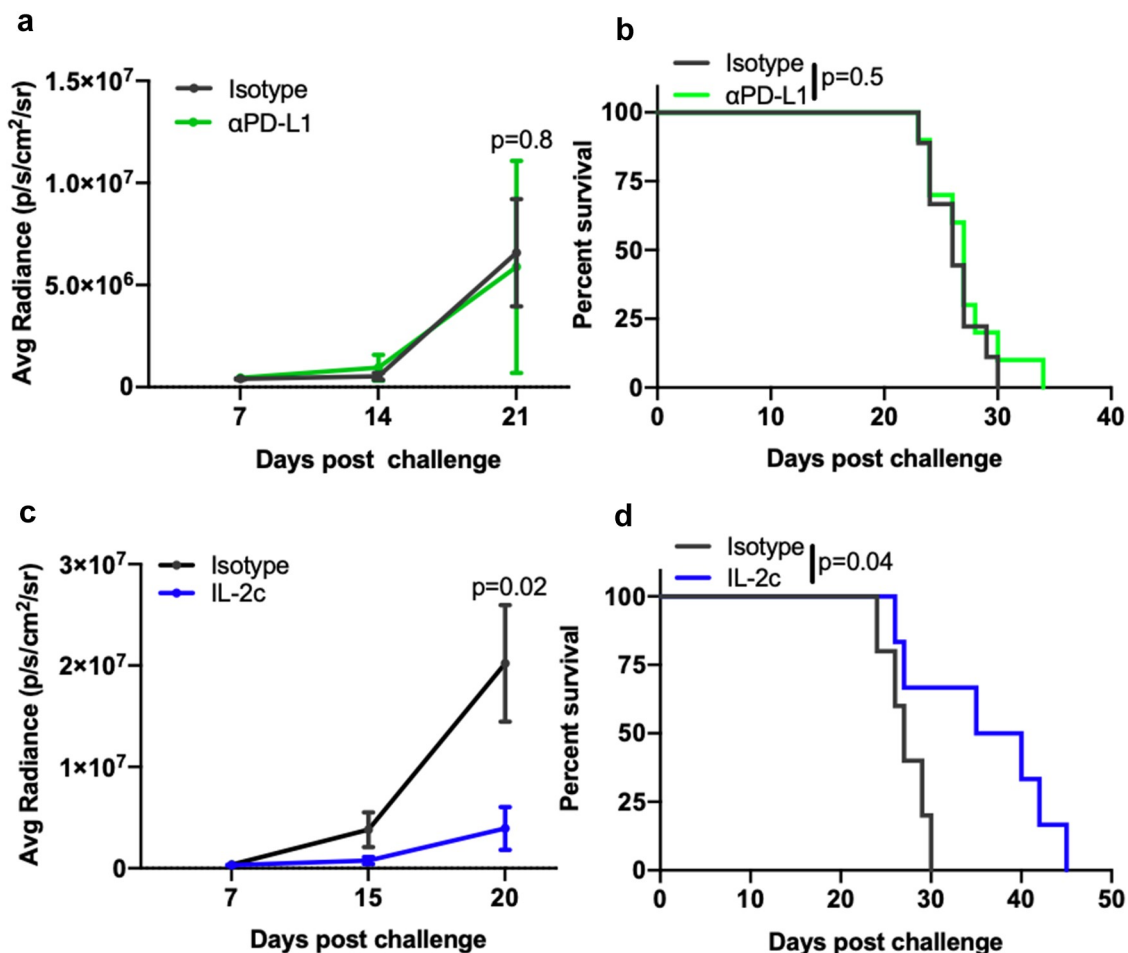 a
Isotype
αPD-L1
p=0.8
1.5×10⁷
1.0×10⁷
5.0×10⁶
0
Avg Radiance (p/s/cm²/sr)
7 14 21
Days post challenge
b
Isotype
αPD-L1
p=0.5
100
75
50
25
0
Percent survival
0 10 20 30 40
Days post challenge
c
Isotype
IL-2c
p=0.02
3×10⁷
2×10⁷
1×10⁷
0
Avg Radiance (p/s/cm²/sr)
7 15 20
Days post challenge
d
Isotype
IL-2c
p=0.04
100
75
50
25
0
Percent survival
0 10 20 30 40 50
Days post challenge